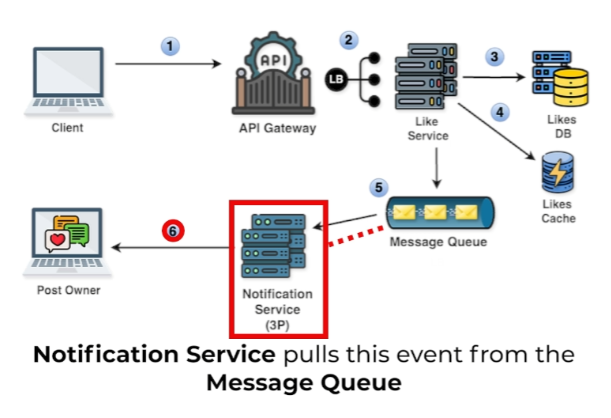 1
2
3
4
5
6
API
LB
Client
API Gateway
Like
Service
Likes
DB
Likes
Cache
Message Queue
Post Owner
Notification
Service
(3P)
Notification Service pulls this event from the
Message Queue